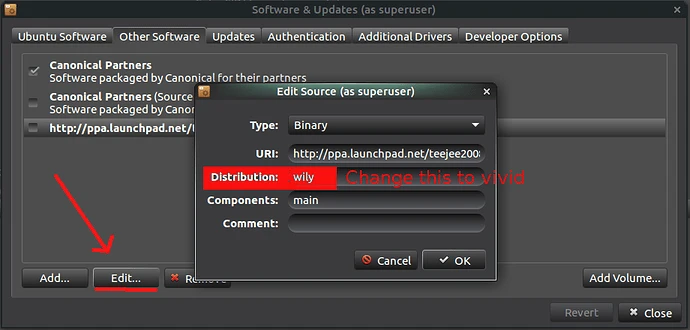 Software & Updates (as superuser)
Ubuntu Software Other Software Updates Authentication Additional Drivers Developer Options
Canonical Partners
Software packaged by Canonical for their partners
Canonical Partners (Source
Software packaged by Cano
http://ppa.launchpad.net/t
Edit Source (as superuser)
Type: Binary
URI: http://ppa.launchpad.net/teejee200
Distribution: wily Change this to vivid
Components: main
Comment:
Cancel OK
Add... Edit... Remove Add Volume...
Revert Close